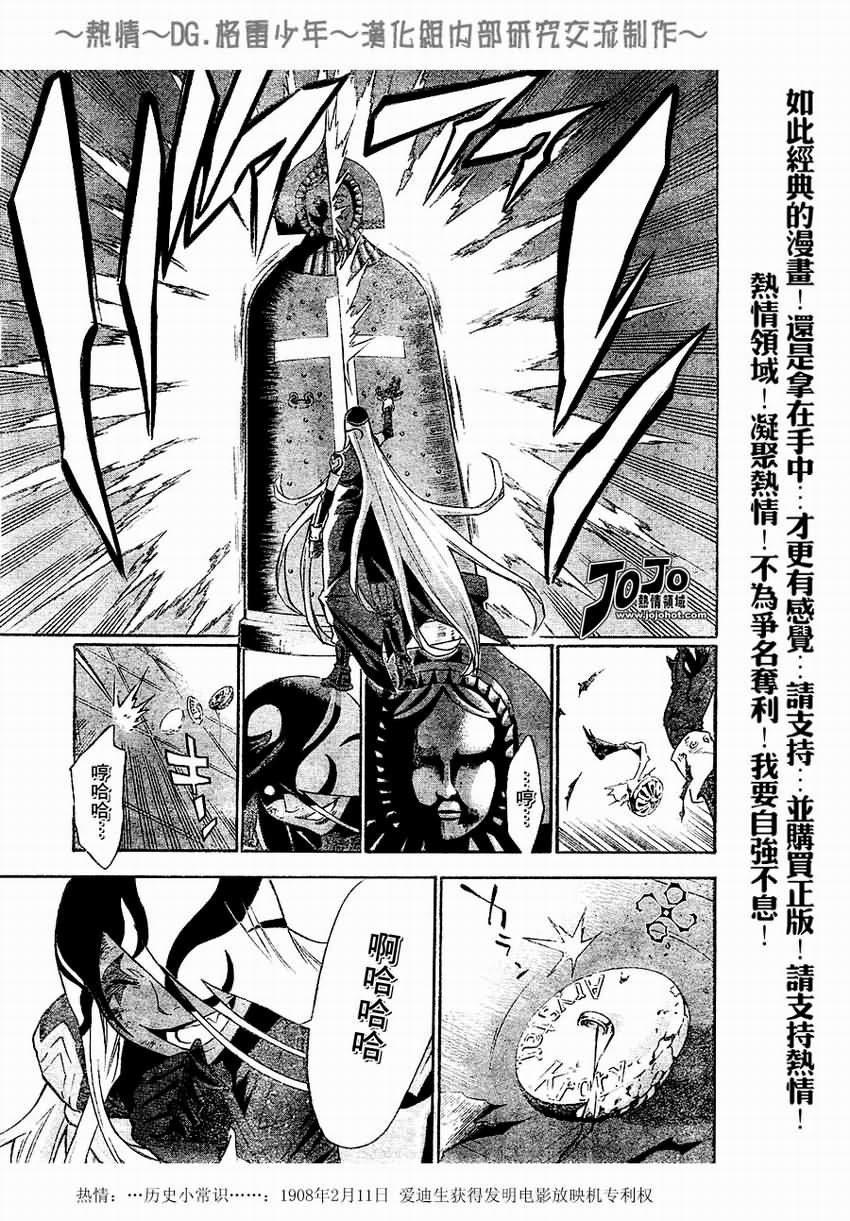 ～熱情～DG.格雷少年～漢化組内部研究交流制作～
如此經典的漫畫！還是拿在手中…才更有感覺…請支持…並購買正版！請支持熱情！
熱情領域！凝聚熱情！不為爭名奪利！我要自強不息！
JOJO
熱情領域
www.jojohot.com
哼…
哼哈哈…
キン
啊哈哈哈
Arystar
Krory
热情：…历史小常识……：1908年2月11日 爱迪生获得发明电影放映机专利权